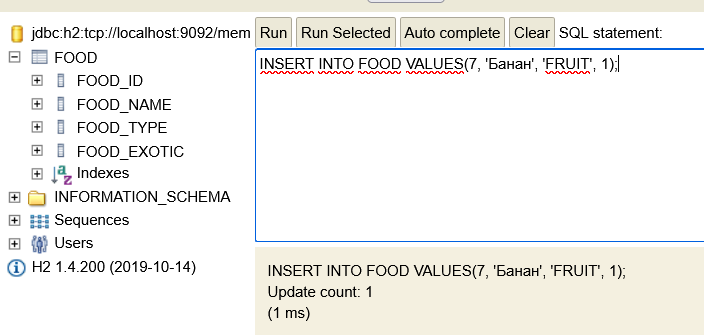 jdbc:h2:tcp://localhost:9092/mem
Run
Run Selected
Auto complete
Clear
SQL statement:
FOOD
FOOD_ID
FOOD_NAME
FOOD_TYPE
FOOD_EXOTIC
Indexes
INFORMATION_SCHEMA
Sequences
Users
H2 1.4.200 (2019-10-14)
INSERT INTO FOOD VALUES(7, 'Банан', 'FRUIT', 1);
INSERT INTO FOOD VALUES(7, 'Банан', 'FRUIT', 1);
Update count: 1
(1 ms)